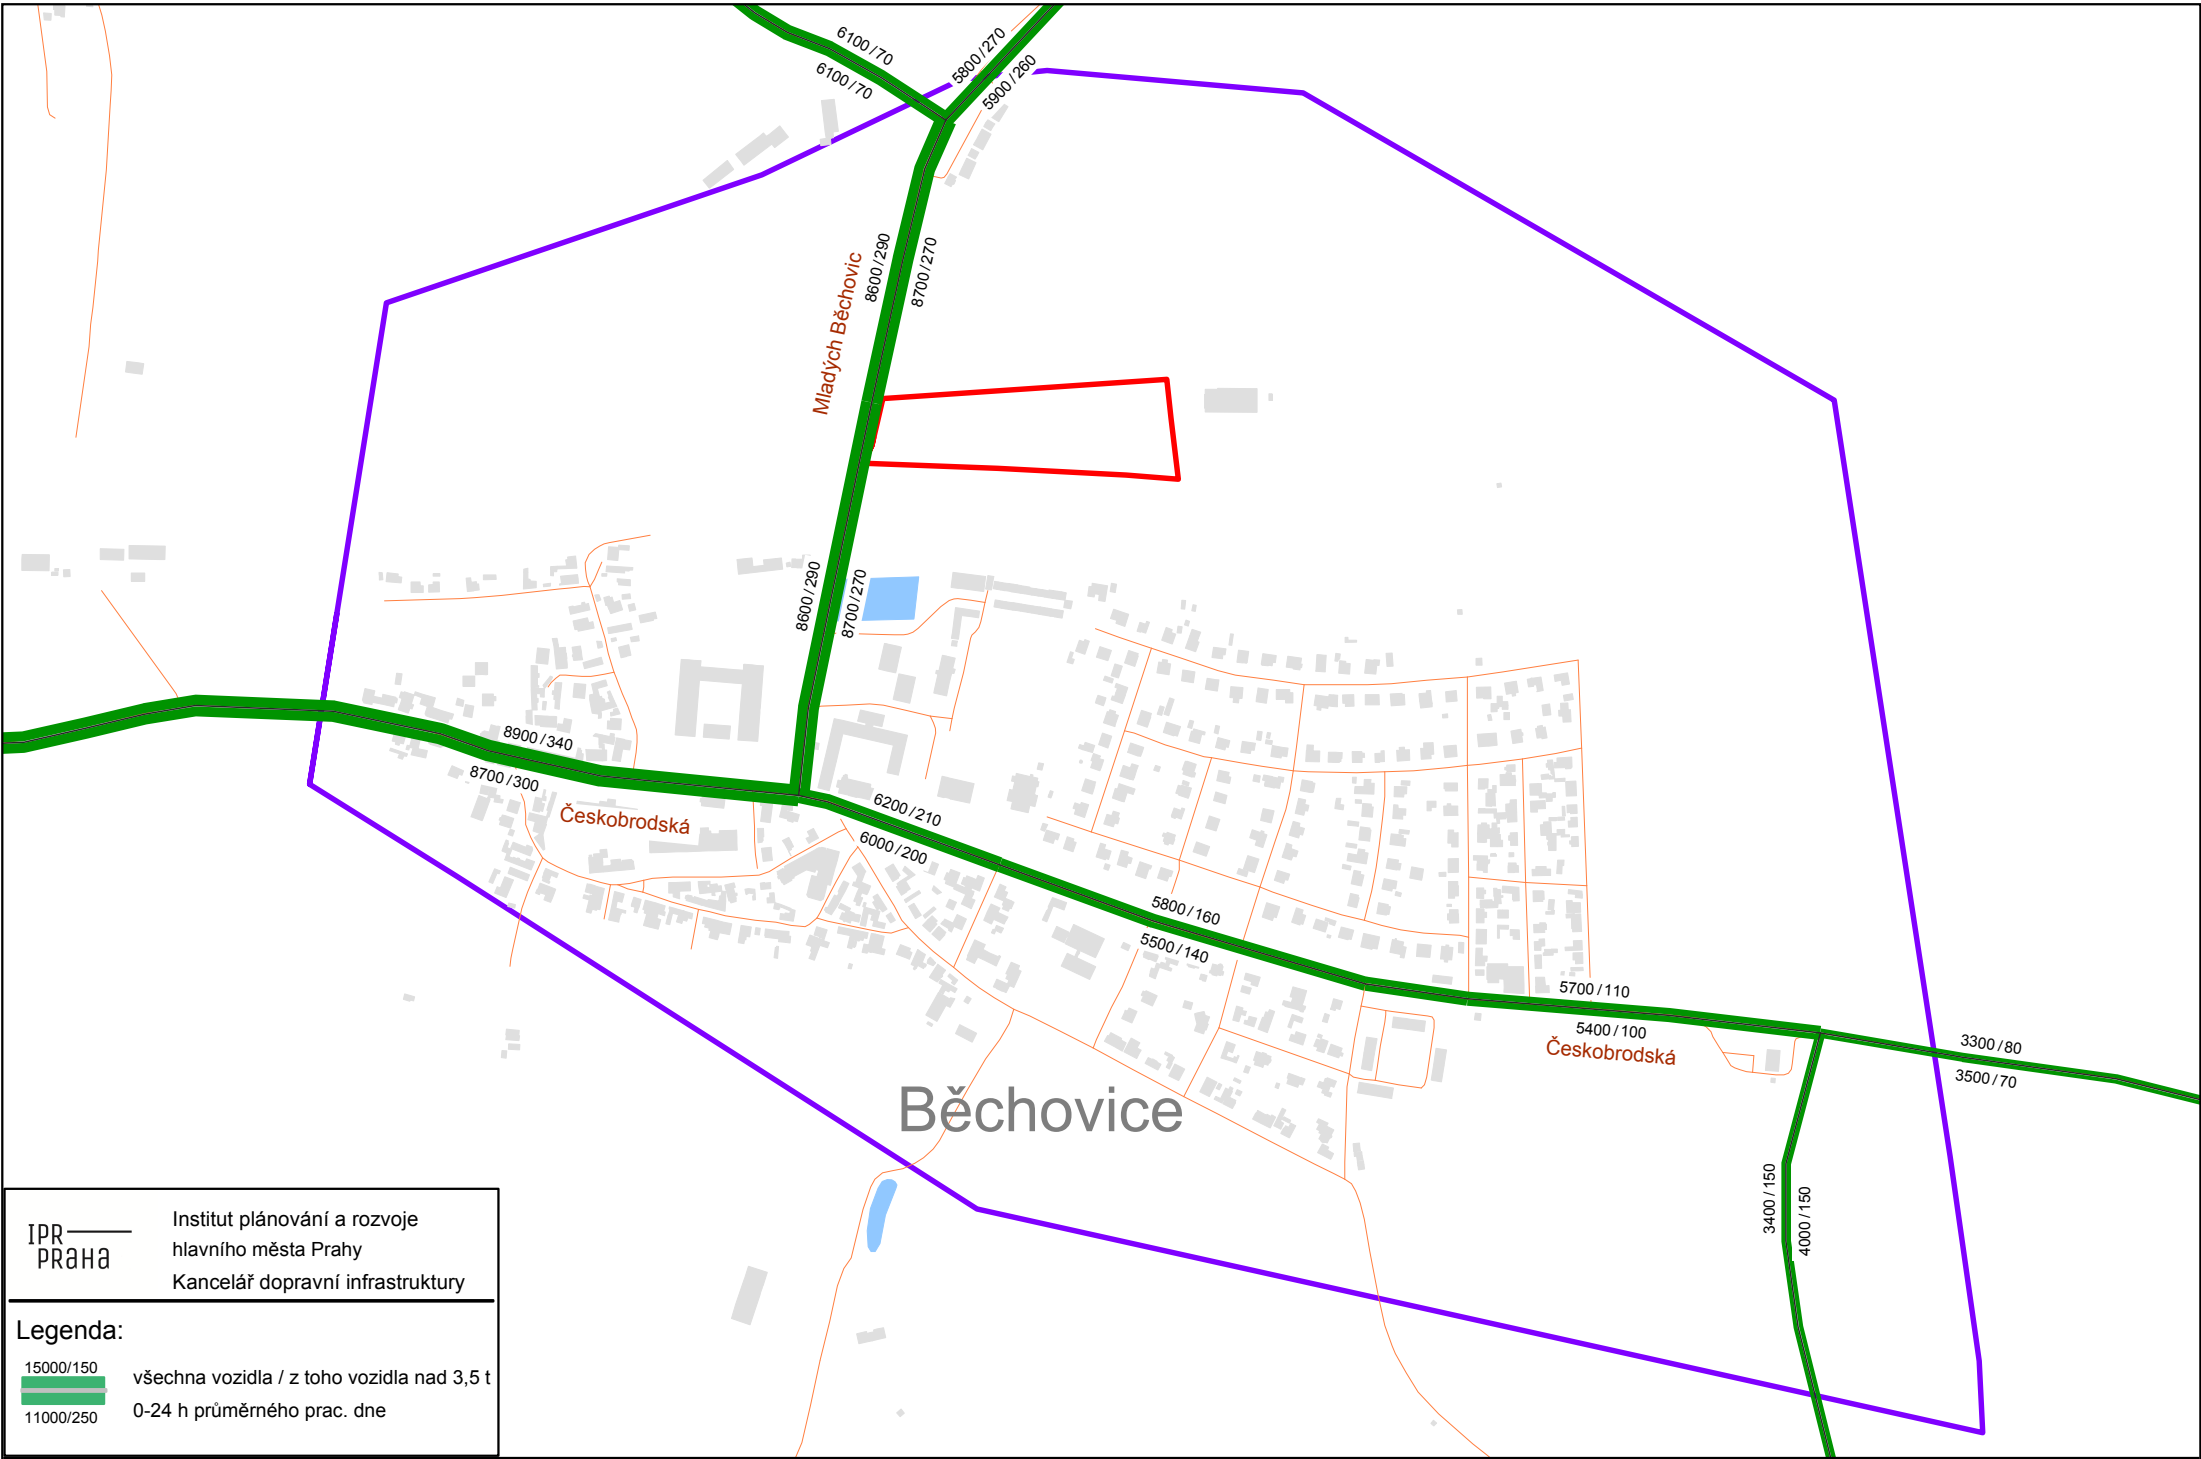 6100/70
6100/70
5800/270
5900/260
Mladých Běchovic
8600/290
8700/270
8600/290
8700/270
8900/340
8700/300
Českobrodská
6200/210
6000/200
5800/160
5500/140
5700/110
5400/100
Českobrodská
3300/80
3500/70
3400/150
4000/150
Běchovice
IPR
PRAHA
Institut plánování a rozvoje
hlavního města Prahy
Kancelář dopravní infrastruktury
Legenda:
15000/150
všechna vozidla / z toho vozidla nad 3,5 t
0-24 h průměrného prac. dne
11000/250